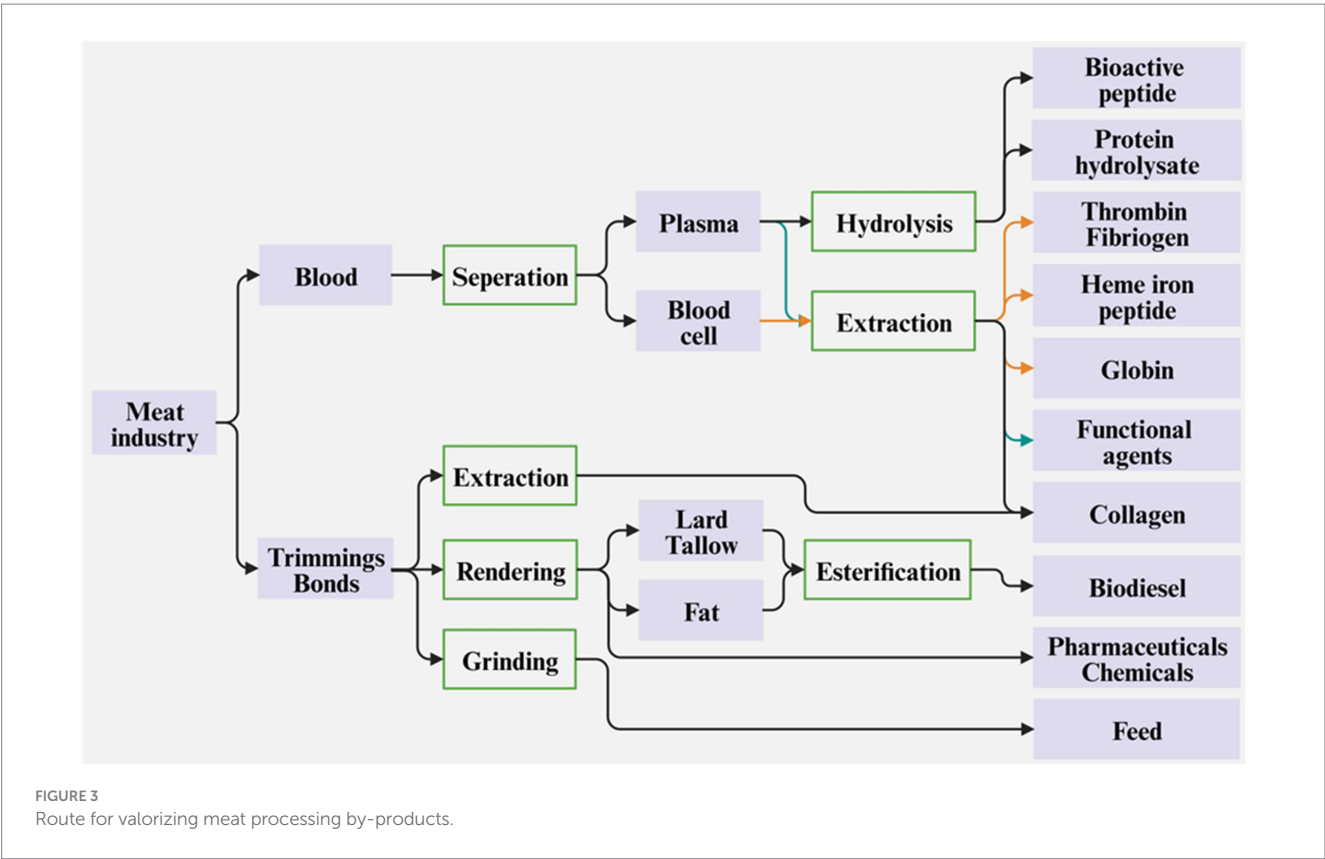 Bioactive
peptide
Protein
hydrolysate
Plasma
Hydrolysis
Thrombin
Fibriogen
Blood
Seperation
Blood
cell
Extraction
Heme iron
peptide
Globin
Meat
industry
Functional
agents
Extraction
Collagen
Lard
Tallow
Trimmings
Bonds
Rendering
Esterification
Biodiesel
Fat
Grinding
Pharmaceuticals
Chemicals
Feed
FIGURE 3
Route for valorizing meat processing by-products.